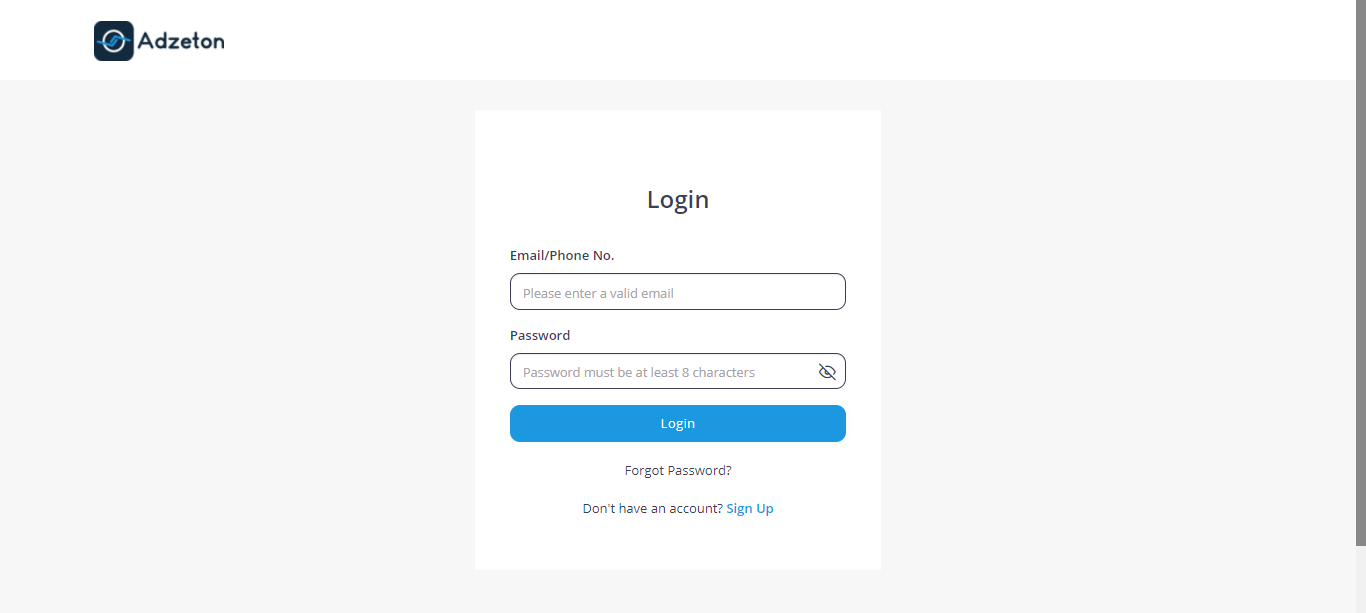 Adzeton
Login
Email/Phone No.
Please enter a valid email
Password
Password must be at least 8 characters
Login
Forgot Password?
Don't have an account? Sign Up